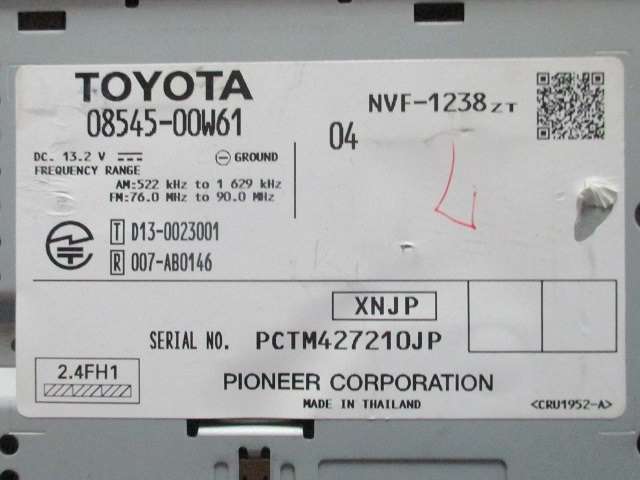 TOYOTA
08545-00W61
NVF-1238ZT
04
DC. 13.2 V
GROUND
FREQUENCY RANGE
AM:522 kHz to 1 629 kHz
FM:76.0 MHz to 90.0 MHz
T D13-0023001
R 007-AB0146
XNJP
SERIAL NO. PCTM427210JP
2.4FH1
PIONEER CORPORATION
MADE IN THAILAND
<CRU1952-A>